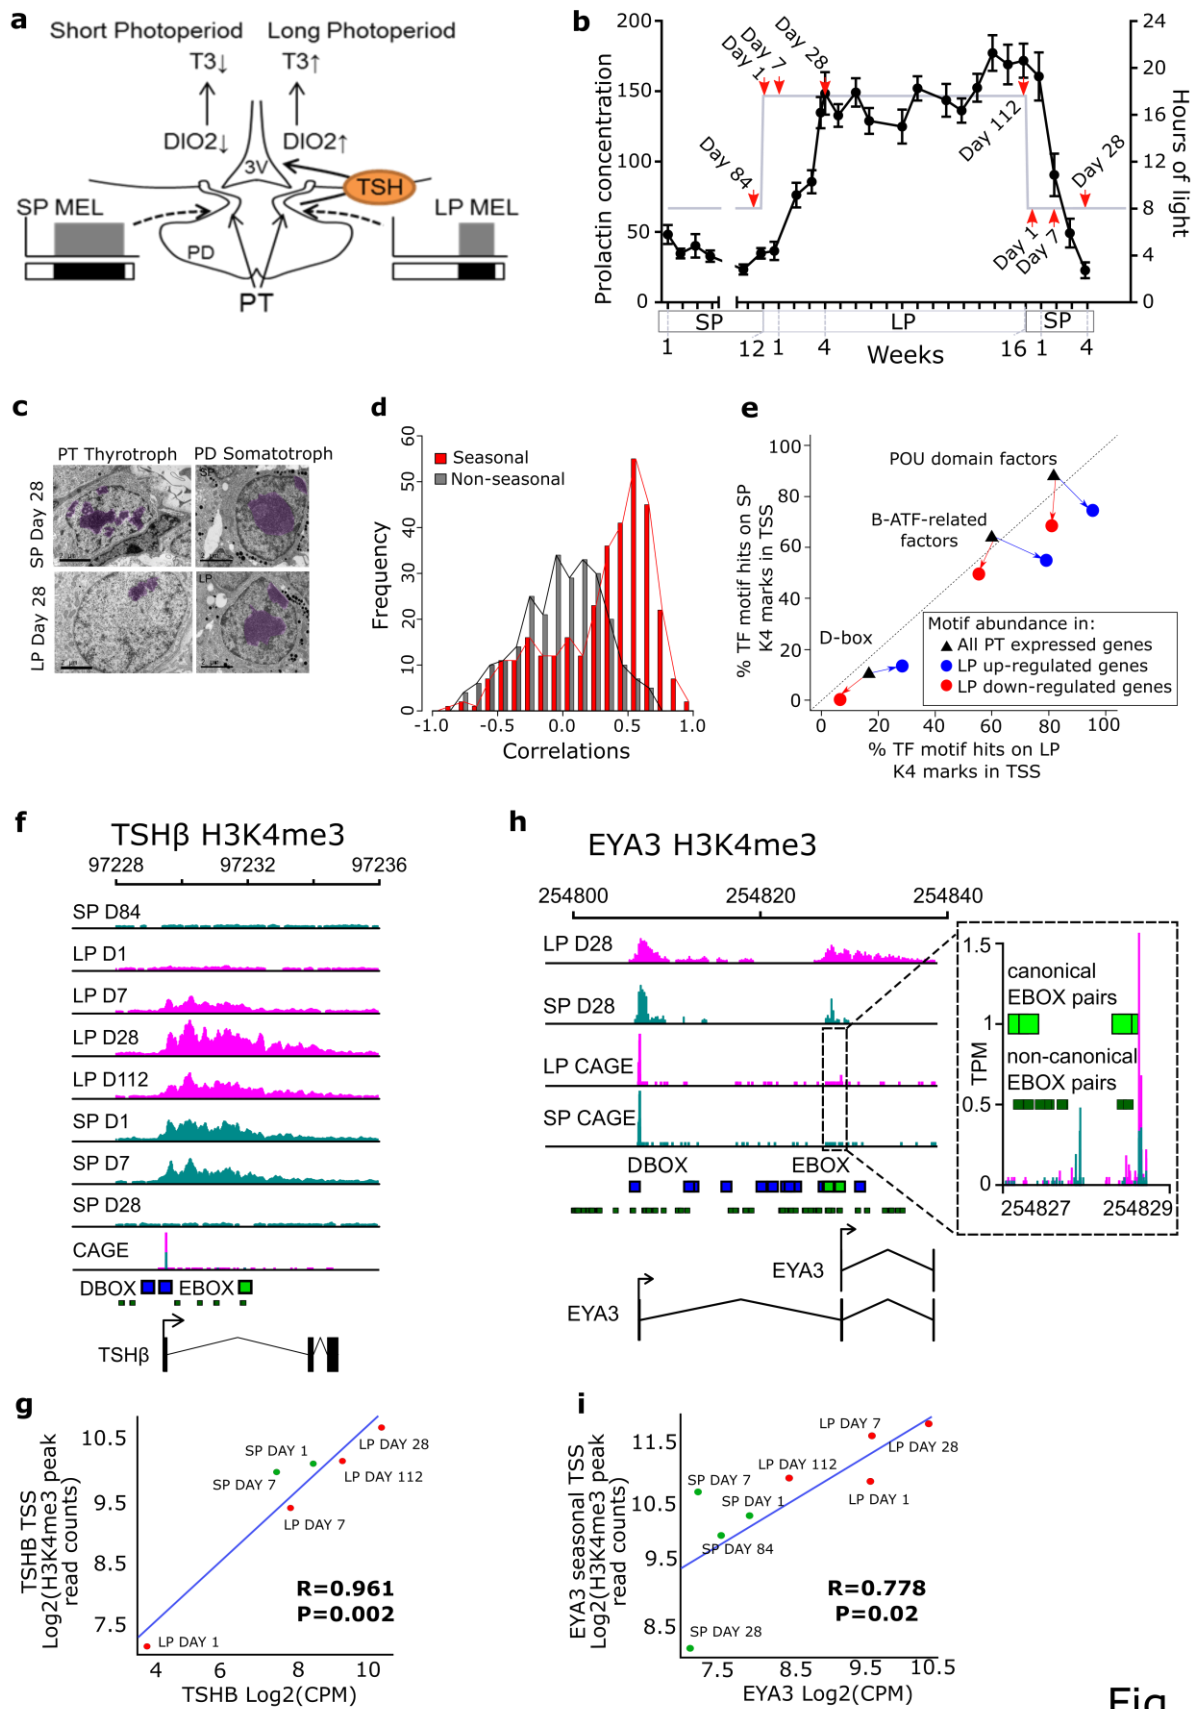 a
Short Photoperiod
Long Photoperiod
T3↓
T3↑
DIO2↓
DIO2↑
3V
TSH
SP MEL
LP MEL
PD
PT
b
200
150
100
50
0
Prolactin concentration
24
20
16
12
8
4
0
Hours of light
Day 84
Day 1
Day 7
Day 28
Day 112
Day 1
Day 7
Day 28
SP
LP
SP
1
12
1
4
Weeks
16
1
4
c
PT Thyrotroph
PD Somatotroph
SP Day 28
LP Day 28
SP
LP
d
60
50
40
30
20
10
0
Frequency
Seasonal
Non-seasonal
-1.0
-0.5
0.0
0.5
1.0
Correlations
e
% TF motif hits on SP
K4 marks in TSS
100
80
60
40
20
0
POU domain factors
B-ATF-related
factors
D-box
Motif abundance in:
All PT expressed genes
LP up-regulated genes
LP down-regulated genes
0
20
40
60
80
100
% TF motif hits on LP
K4 marks in TSS
f
TSHβ H3K4me3
97228
97232
97236
SP D84
LP D1
LP D7
LP D28
LP D112
SP D1
SP D7
SP D28
CAGE
DBOX
EBOX
TSHβ
h
EYA3 H3K4me3
254800
254820
254840
LP D28
SP D28
LP CAGE
SP CAGE
DBOX
EBOX
EYA3
EYA3
TPM
1.5
1
0.5
0
canonical
EBOX pairs
non-canonical
EBOX pairs
254827
254829
g
TSHB TSS
Log2(H3K4me3 peak
read counts)
10.5
9.5
8.5
7.5
SP DAY 1
SP DAY 7
LP DAY 28
LP DAY 112
LP DAY 7
LP DAY 1
R=0.961
P=0.002
4
6
8
10
TSHB Log2(CPM)
i
EYA3 seasonal TSS
Log2(H3K4me3 peak
read counts)
11.5
10.5
9.5
8.5
LP DAY 7
LP DAY 28
LP DAY 112
LP DAY 1
SP DAY 7
SP DAY 1
SP DAY 84
SP DAY 28
R=0.778
P=0.02
7.5
8.5
9.5
10.5
EYA3 Log2(CPM)